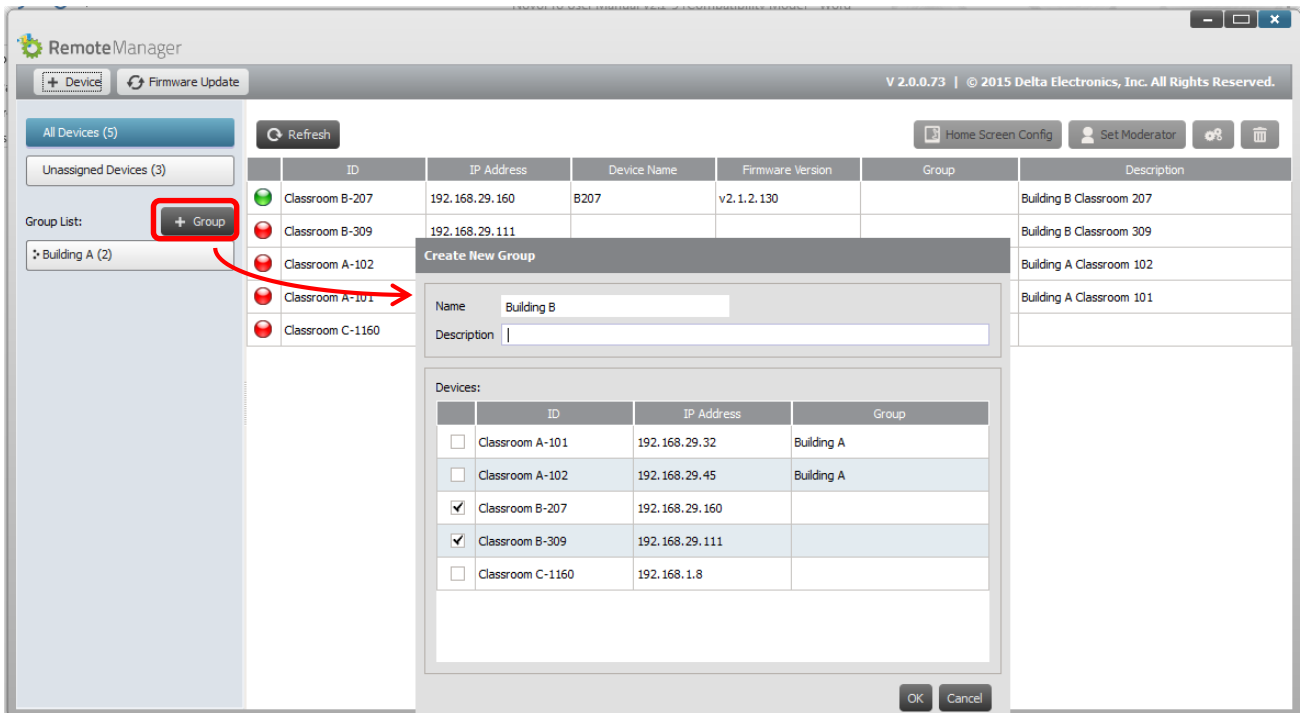 RemoteManager
+ Device Firmware Update V 2.0.0.73 | © 2015 Delta Electronics, Inc. All Rights Reserved.
All Devices (5) Refresh Home Screen Config Set Moderator
Unassigned Devices (3) ID IP Address Device Name Firmware Version Group Description
Classroom B-207 192.168.29.160 B207 v2.1.2.130 Building B Classroom 207
Group List: + Group Classroom B-309 192.168.29.111 Building B Classroom 309
Building A (2) Classroom A-102 Building A Classroom 102
Classroom A-101 Building A Classroom 101
Classroom C-1160
Create New Group
Name Building B
Description
Devices:
ID IP Address Group
Classroom A-101 192.168.29.32 Building A
Classroom A-102 192.168.29.45 Building A
Classroom B-207 192.168.29.160
Classroom B-309 192.168.29.111
Classroom C-1160 192.168.1.8
OK Cancel